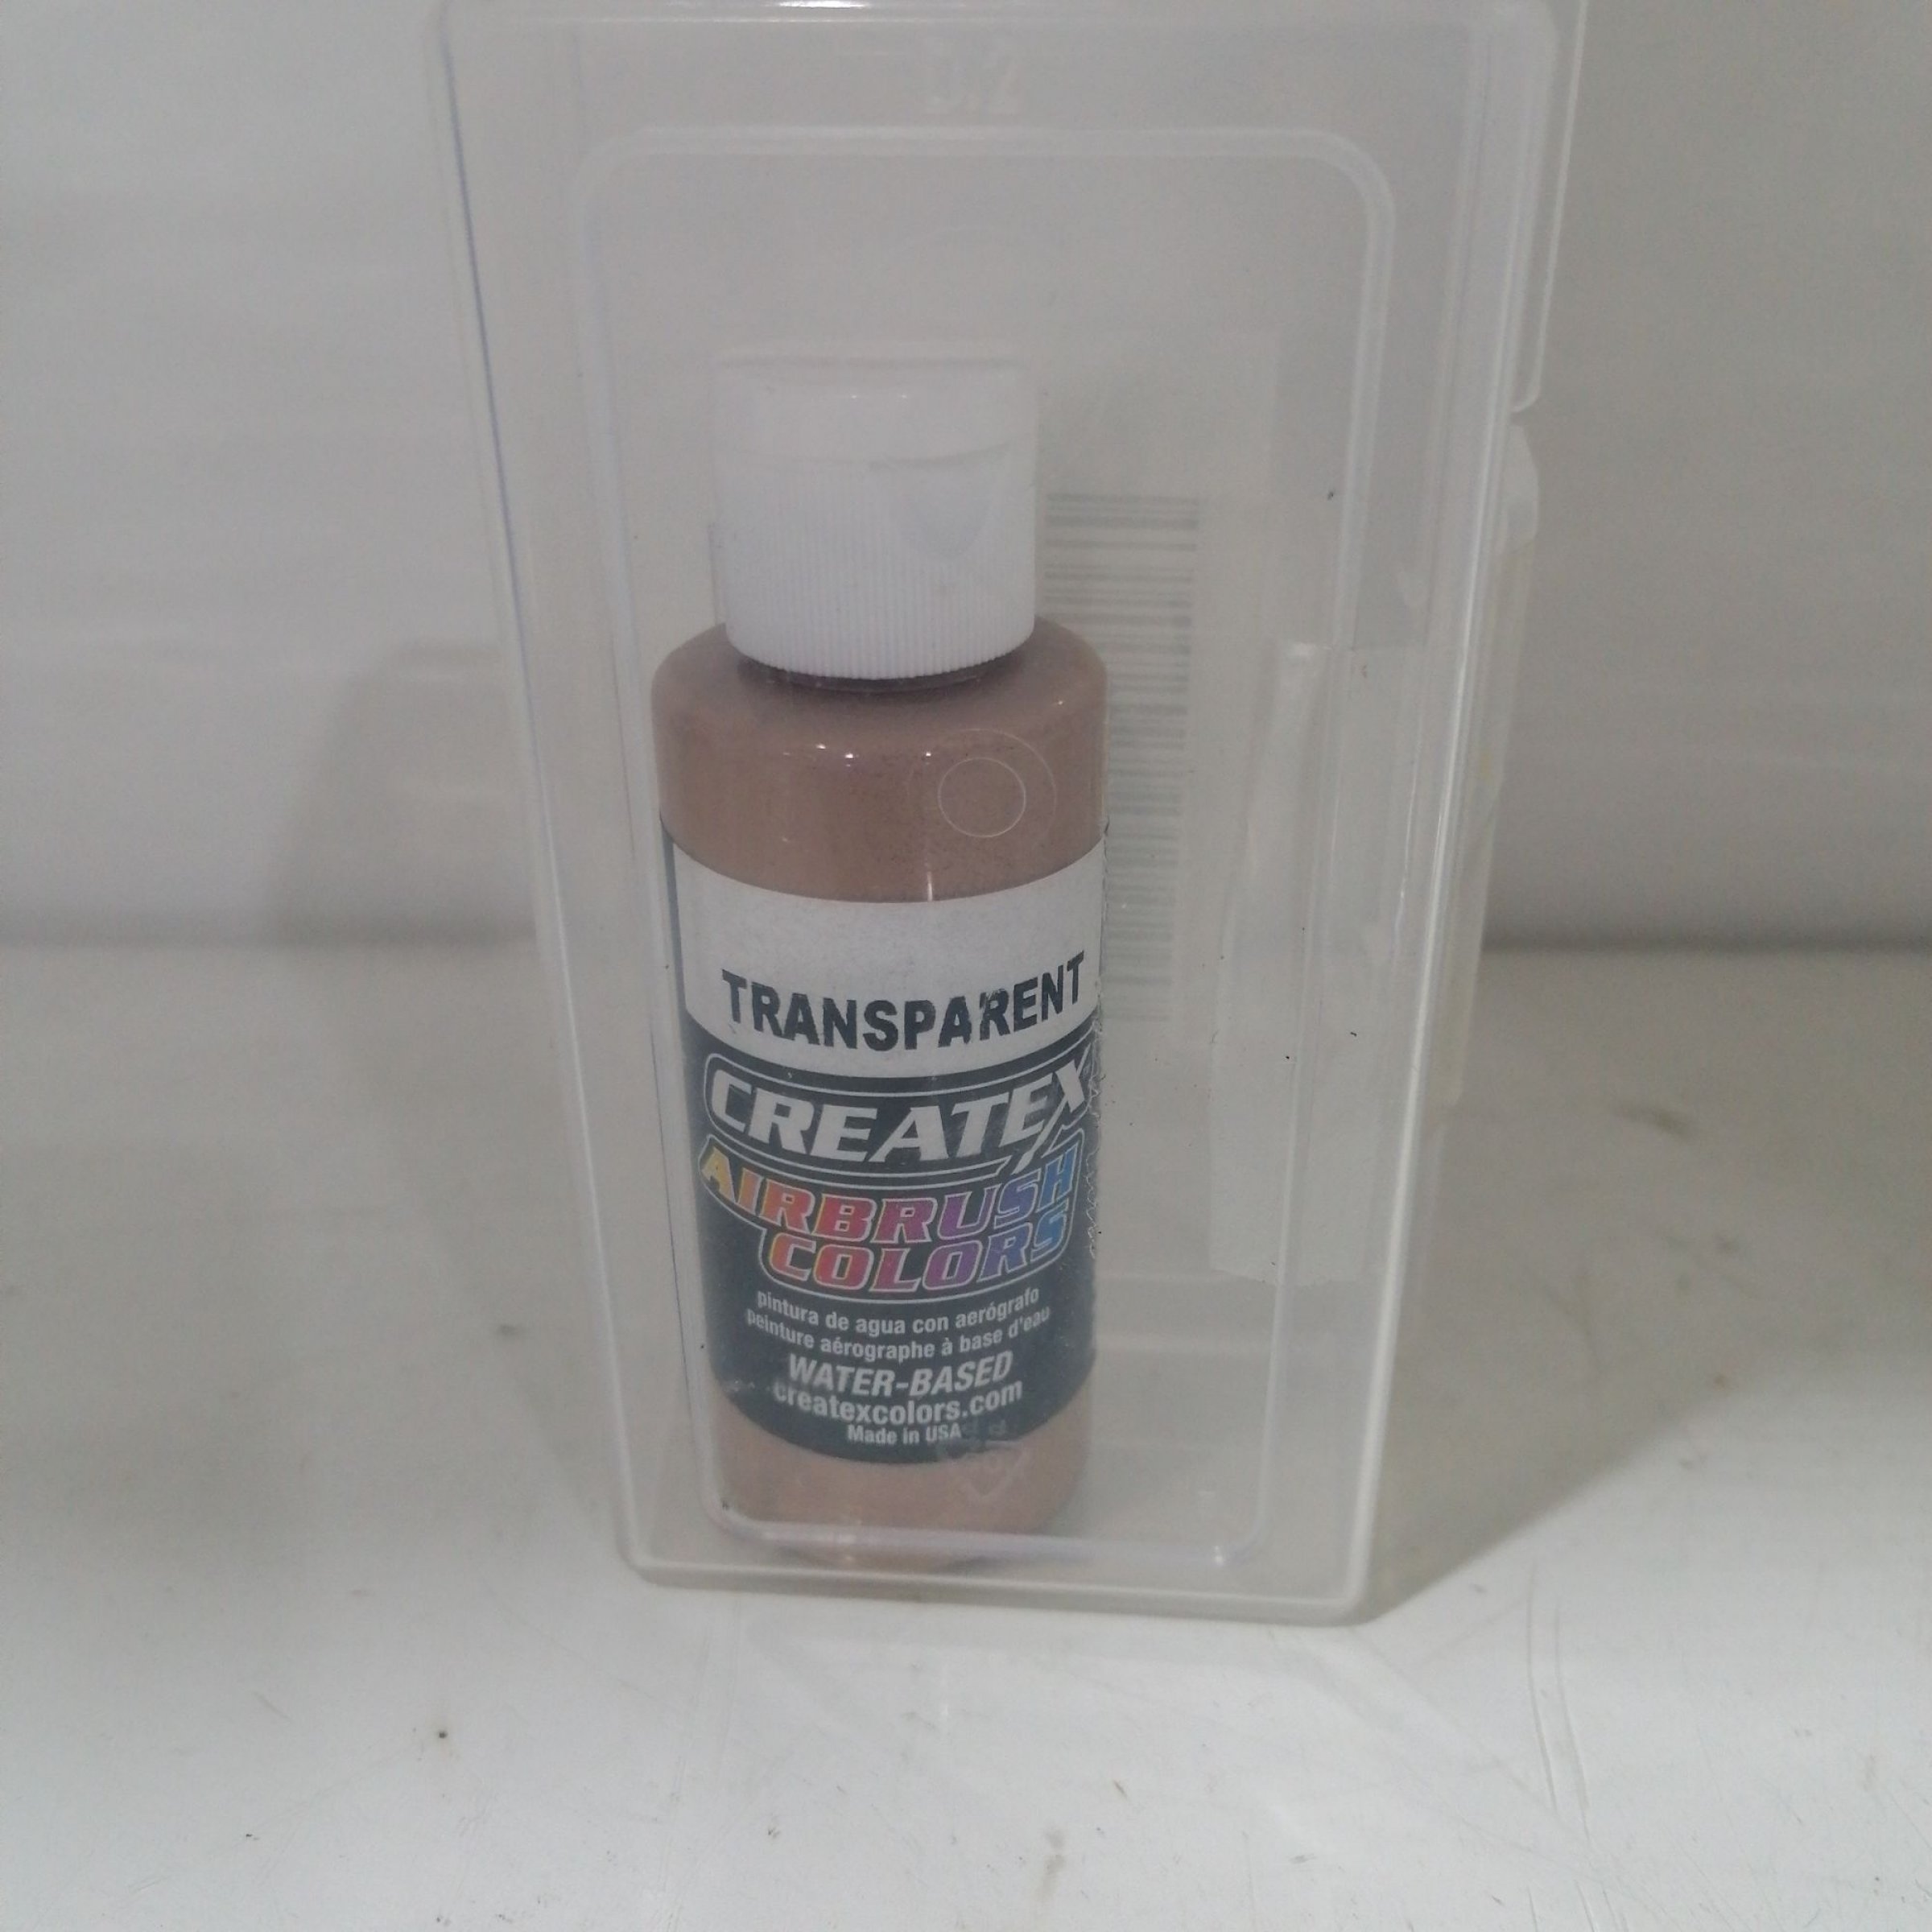 TRANSPARENT
CREATEX
AIRBRUSH
COLORS
pintura de agua con aerógrafo
peinture aérographe à base d'eau
WATER-BASED
createxcolors.com
Made in USA